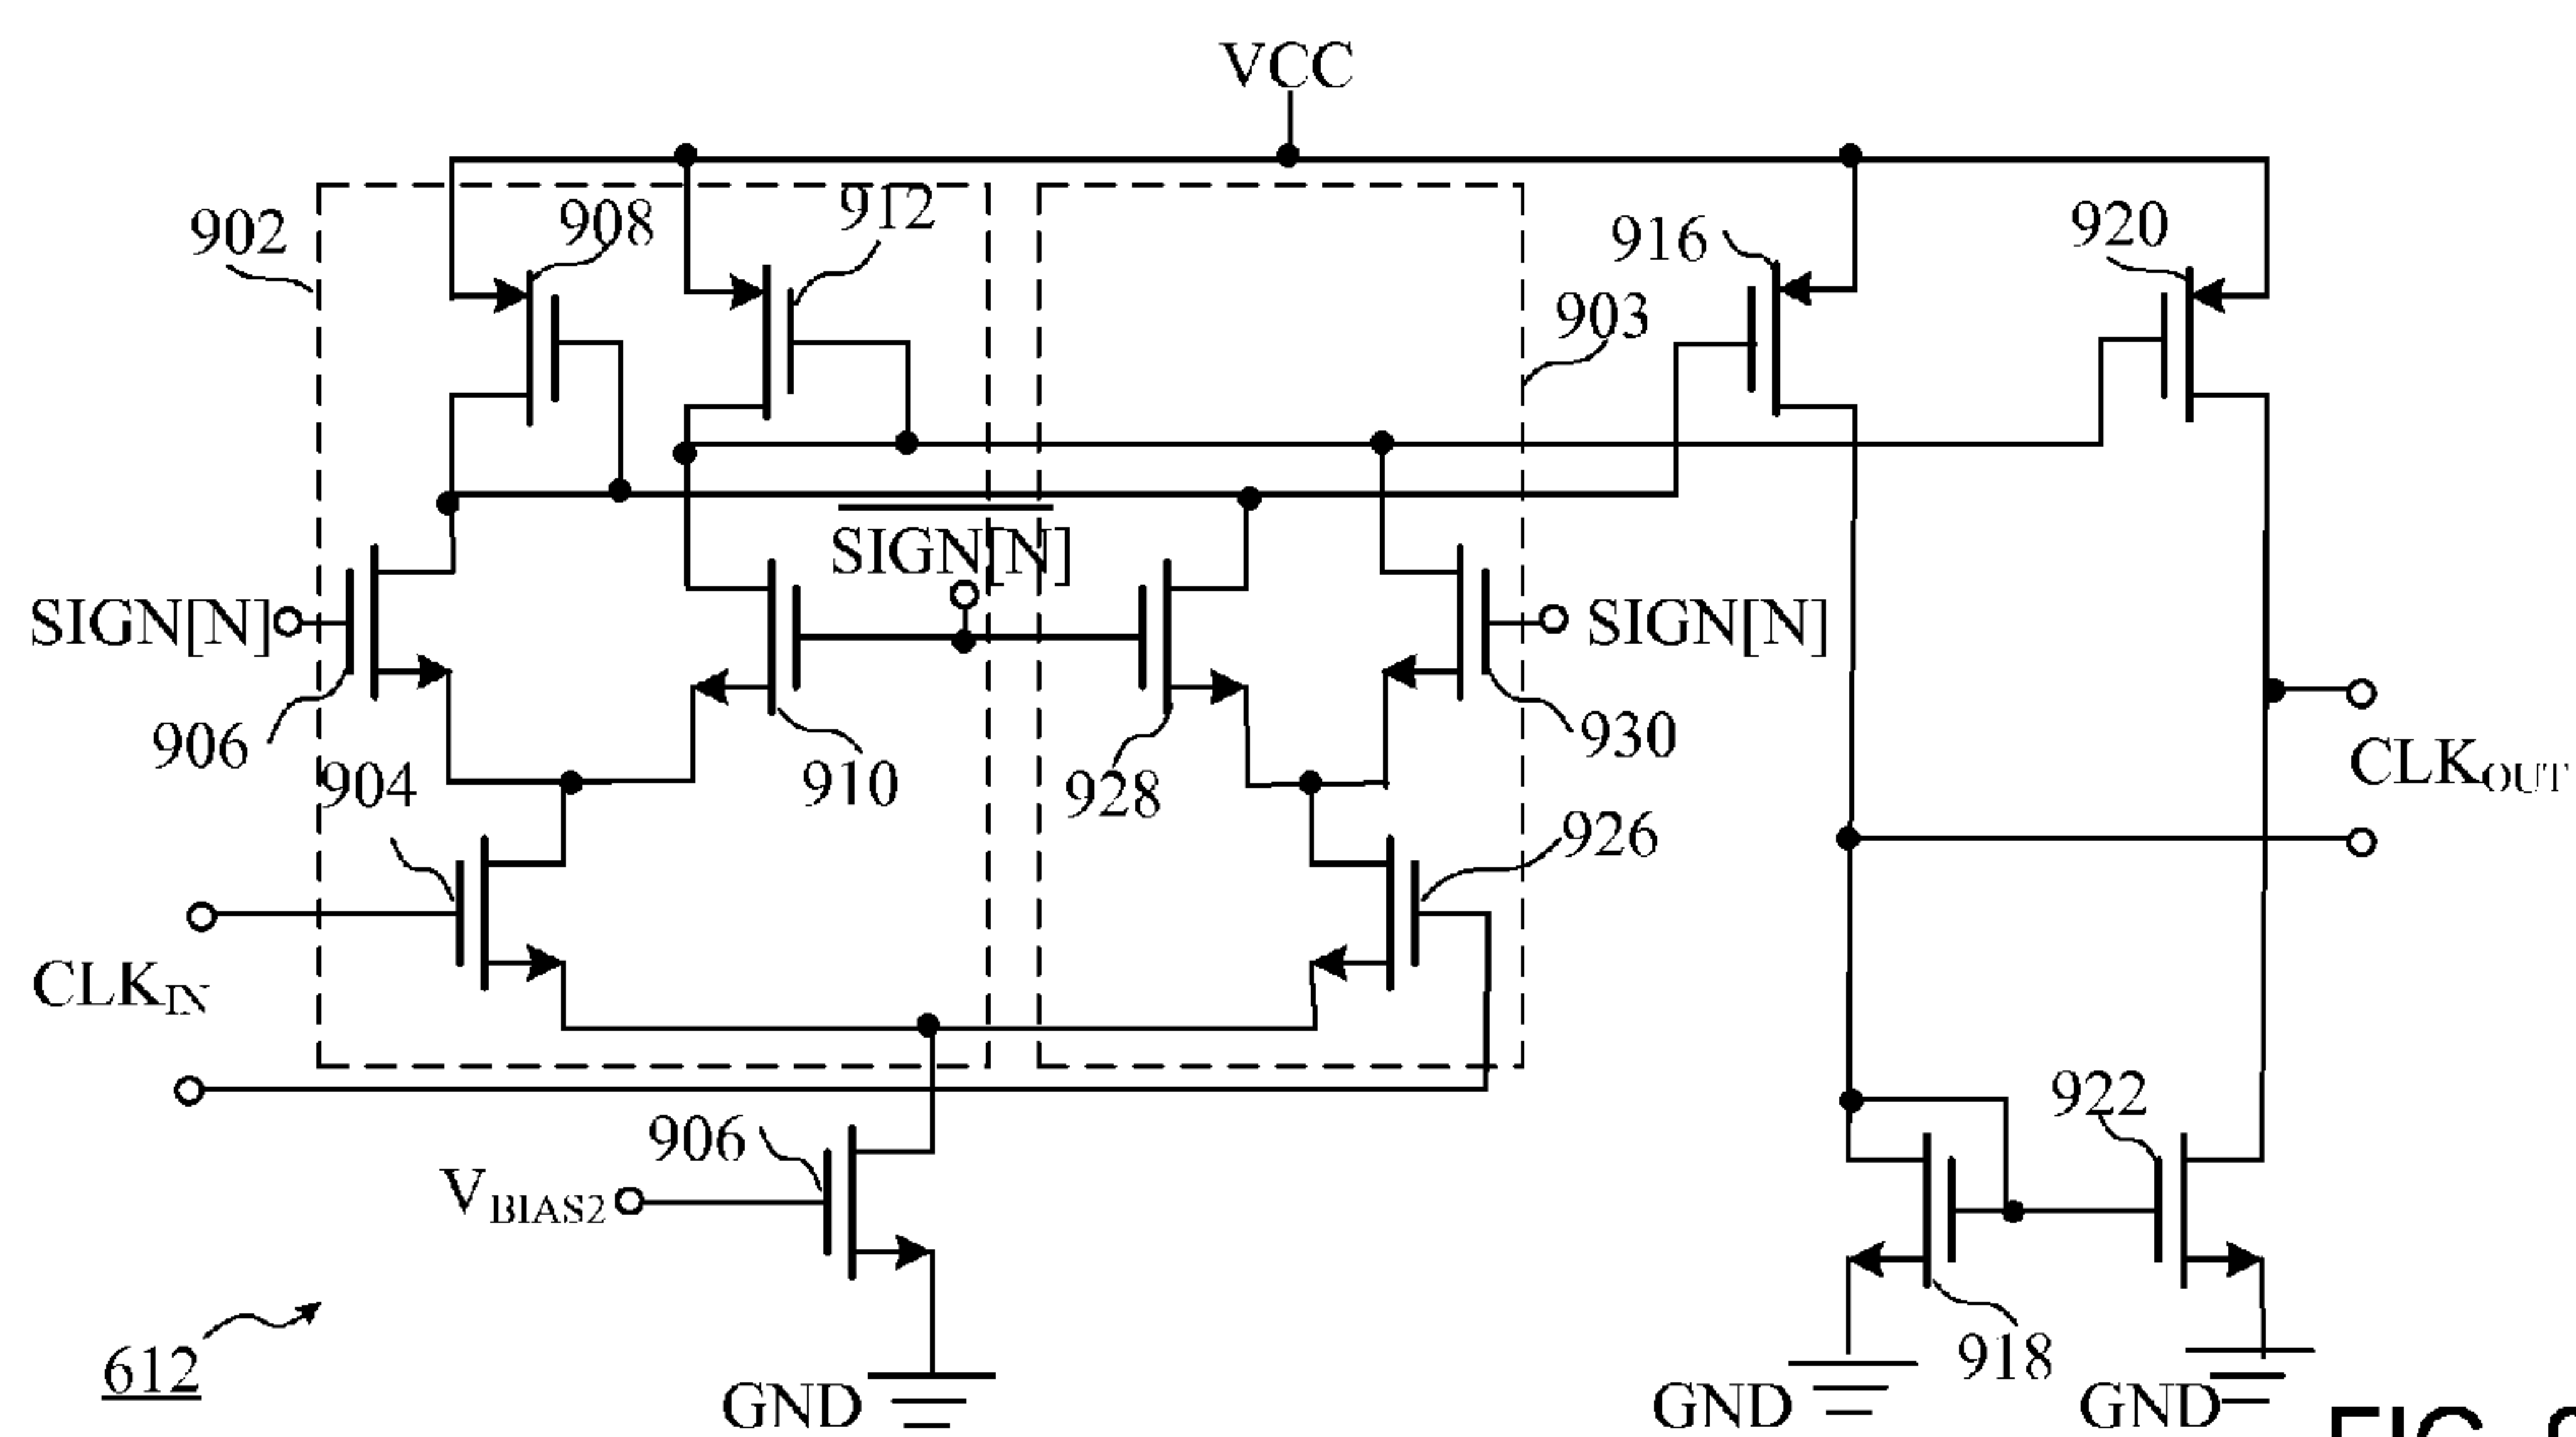 VCC
902
908
912
916
920
903
SIGN[N]
SIGN[N]
SIGN[N]
906
904
910
928
930
926
CLKOUT
CLKIN
906
VBIAS2
922
612
GND
GND
918
GND
FIG.